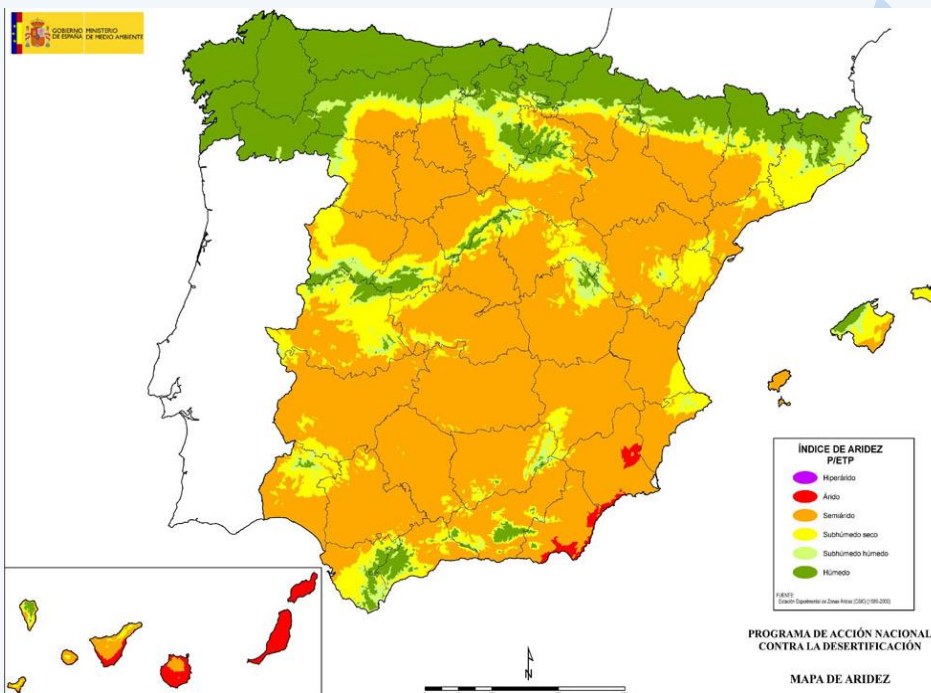 GOBIERNO MINISTERIO
DE ESPAÑA DE MEDIO AMBIENTE
ÍNDICE DE ARIDEZ
P/ETP
Hiperárido
Árido
Semiárido
Subhúmedo seco
Subhúmedo húmedo
Húmedo
FUENTE:
N
PROGRAMA DE ACCIÓN NACIONAL
CONTRA LA DESERTIFICACIÓN
MAPA DE ARIDEZ